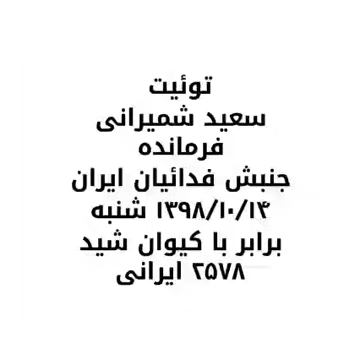 توئیت
سعید شمیرانی
فرمانده
جنبش فدائیان ایران
۱۳۹۸/۱۰/۱۴ شنبه
برابر با کیوان شید
۲۵۷۸ ایرانی